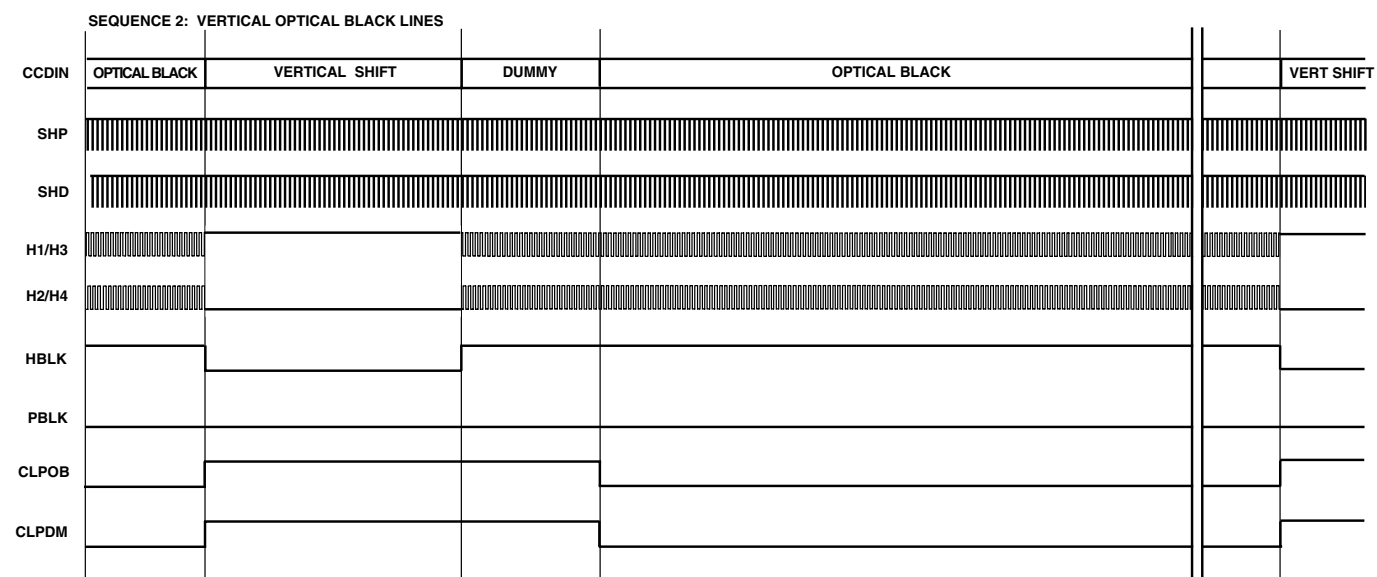 SEQUENCE 2: VERTICAL OPTICAL BLACK LINES
CCDIN OPTICAL BLACK VERTICAL SHIFT DUMMY OPTICAL BLACK VERT SHIFT
SHP
SHD
H1/H3
H2/H4
HBLK
PBLK
CLPOB
CLPDM